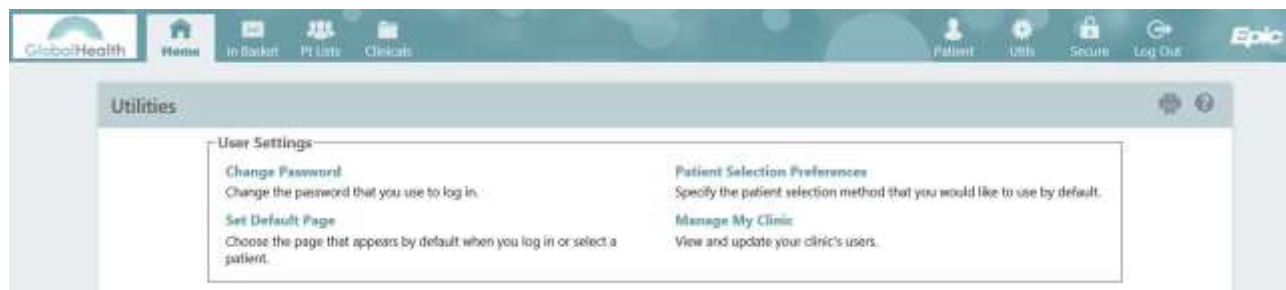 GlobalHealth
Home
In Basket
Pt Lists
Clinicals
Patient
Utils
Secure
Log Out
Epic
Utilities
User Settings
Change Password
Change the password that you use to log in.
Set Default Page
Choose the page that appears by default when you log in or select a
patient.
Patient Selection Preferences
Specify the patient selection method that you would like to use by default.
Manage My Clinic
View and update your clinic's users.